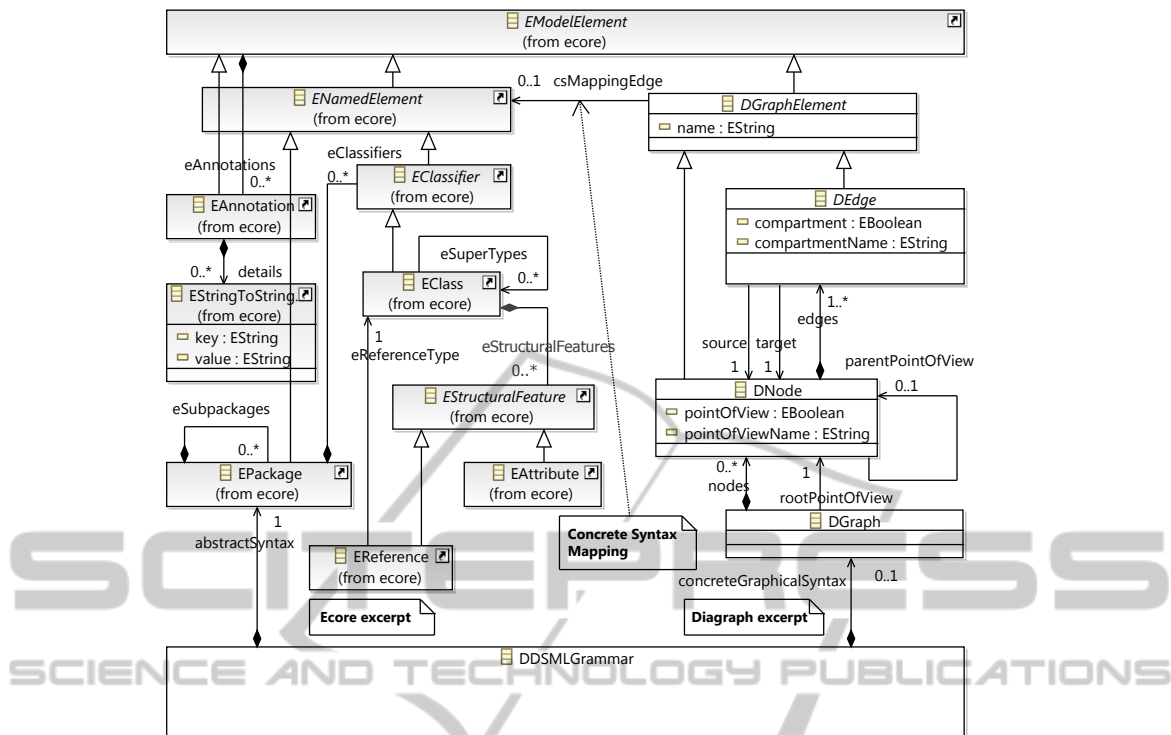 EModelElement
(from ecore)
0..1 csMappingEdge
ENamedElement
(from ecore)
DGraphElement
name : EString
eAnnotations
0..*
eClassifiers
0..*
EClassifier
(from ecore)
EAnnotation
(from ecore)
DEdge
compartment : EBoolean
compartmentName : EString
eSuperTypes
0..*
0..* details
EClass
(from ecore)
EStringToString...
(from ecore)
key : EString
value : EString
1
eReferenceType
eStructuralFeatures
0..*
1..*
edges
source target
1 1
parentPointOfView
0..1
EStructuralFeature
(from ecore)
DNode
pointOfView : EBoolean
pointOfViewName : EString
eSubpackages
0..*
EPackage
(from ecore)
EAttribute
(from ecore)
0..*
nodes
1
rootPointOfView
1
abstractSyntax
Concrete Syntax
Mapping
DGraph
EReference
(from ecore)
concreteGraphicalSyntax 0..1
Ecore excerpt
Diagraph excerpt
DDSMLGrammar
SCITEPRESS
SCIENCE AND TECHNOLOGY PUBLICATIONS